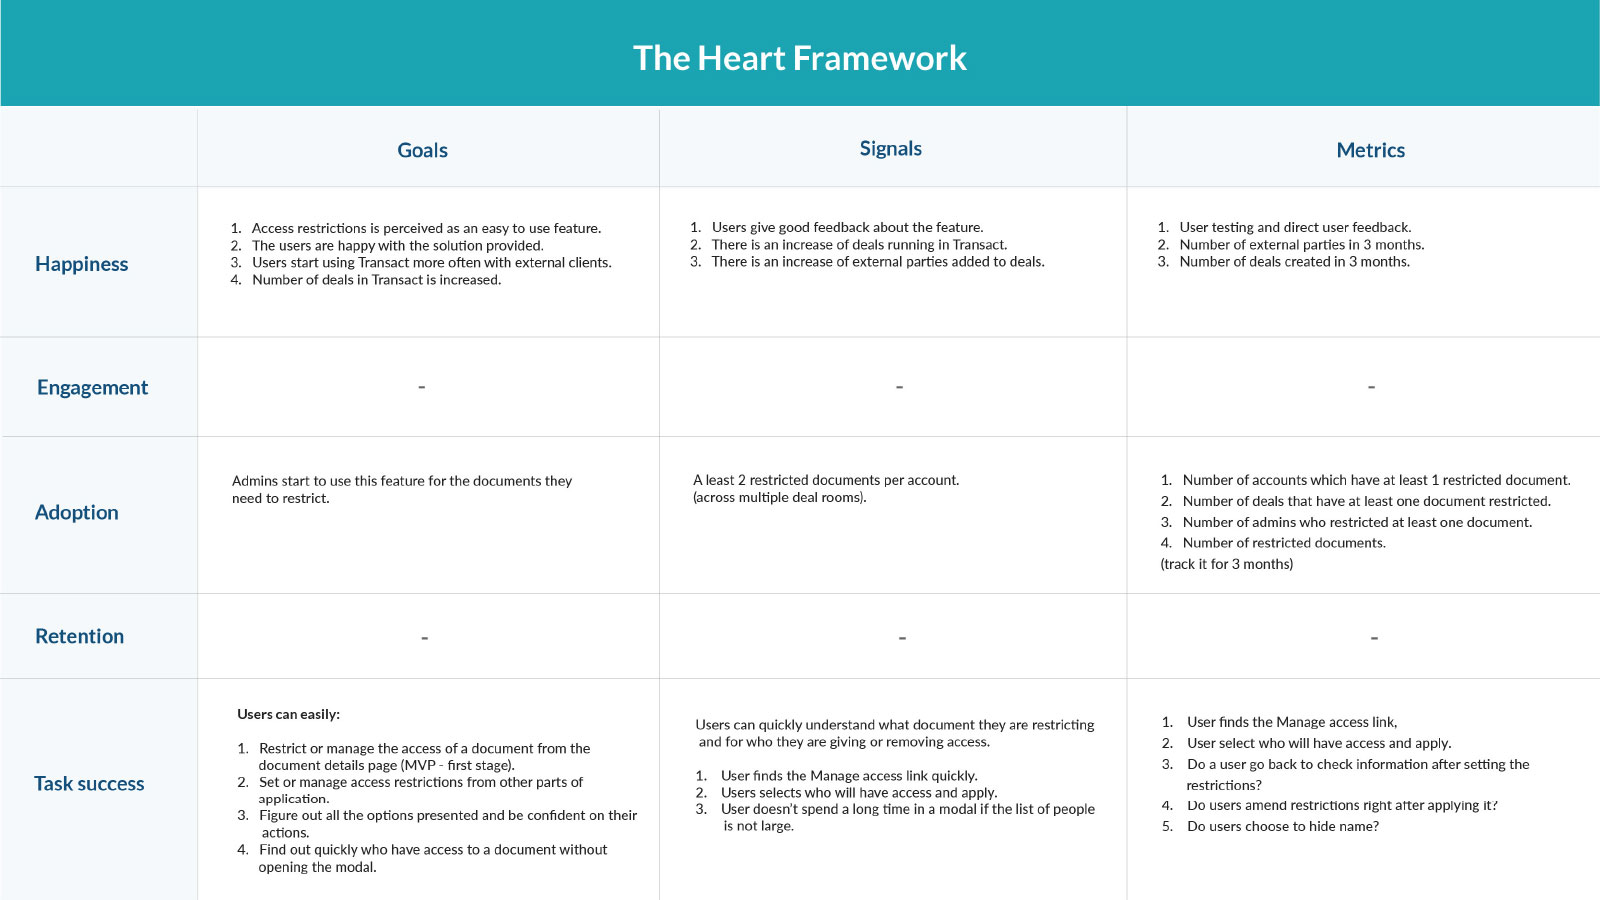 The Heart Framework
Goals
Signals
Metrics
Happiness
1. Access restrictions is perceived as an easy to use feature.
2. The users are happy with the solution provided.
3. Users start using Transact more often with external clients.
4. Number of deals in Transact is increased.
1. Users give good feedback about the feature.
2. There is an increase of deals running in Transact.
3. There is an increase of external parties added to deals.
1. User testing and direct user feedback.
2. Number of external parties in 3 months.
3. Number of deals created in 3 months.
Engagement
-
-
-
Adoption
Admins start to use this feature for the documents they
need to restrict.
A least 2 restricted documents per account.
(across multiple deal rooms).
1. Number of accounts which have at least 1 restricted document.
2. Number of deals that have at least one document restricted.
3. Number of admins who restricted at least one document.
4. Number of restricted documents.
(track it for 3 months)
Retention
-
-
-
Task success
Users can easily:
1. Restrict or manage the access of a document from the
document details page (MVP - first stage).
2. Set or manage access restrictions from other parts of
application.
3. Figure out all the options presented and be confident on their
actions.
4. Find out quickly who have access to a document without
opening the modal.
Users can quickly understand what document they are restricting
and for who they are giving or removing access.
1. User finds the Manage access link quickly.
2. Users selects who will have access and apply.
3. User doesn't spend a long time in a modal if the list of people
is not large.
1. User finds the Manage access link,
2. User select who will have access and apply.
3. Do a user go back to check information after setting the
restrictions?
4. Do users amend restrictions right after applying it?
5. Do users choose to hide name?